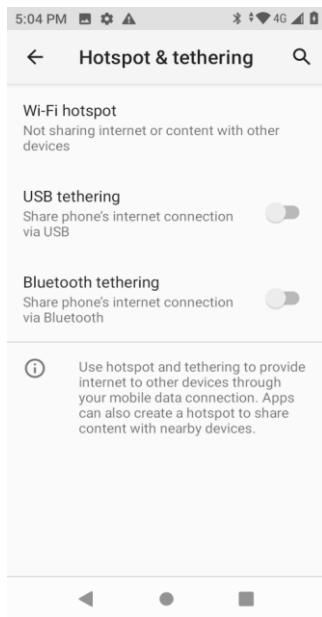 5:04 PM
4G
Hotspot & tethering
Wi-Fi hotspot
Not sharing internet or content with other
devices
USB tethering
Share phone's internet connection
via USB
Bluetooth tethering
Share phone's internet connection
via Bluetooth
Use hotspot and tethering to provide
internet to other devices through
your mobile data connection. Apps
can also create a hotspot to share
content with nearby devices.